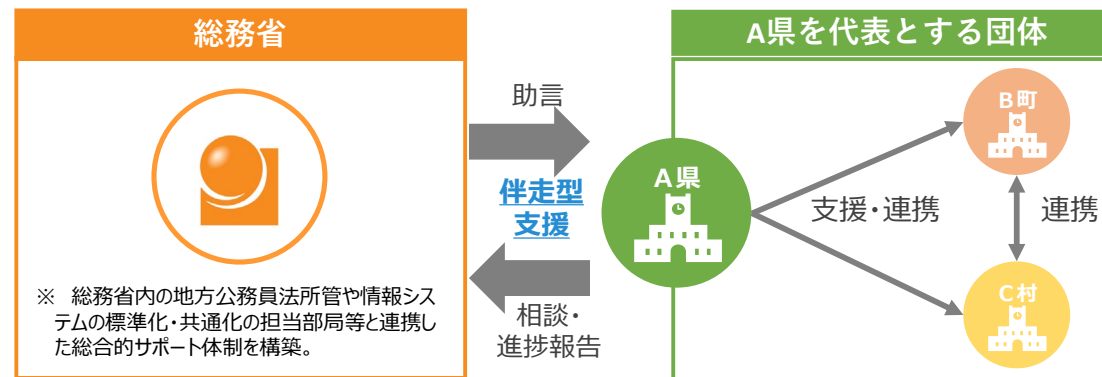 総務省
※ 総務省内の地方公務員法所管や情報シス
テムの標準化・共通化の担当部局等と連携し
た総合的サポート体制を構築。
助言
伴走型
支援
相談・
進捗報告
A県を代表とする団体
A県
B町
支援・連携
連携
C村